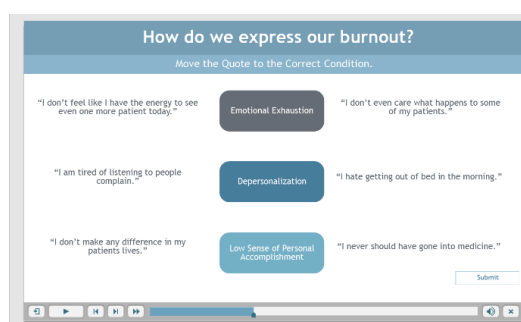 How do we express our burnout?
Move the Quote to the Correct Condition.
“I don’t feel like I have the energy to see
even one more patient today.”
Emotional Exhaustion
“I don’t even care what happens to some
of my patients.”
“I am tired of listening to people
complain.”
Depersonalization
“I hate getting out of bed in the morning.”
“I don’t make any difference in my
patients lives.”
Low Sense of Personal
Accomplishment
“I never should have gone into medicine.”
Submit